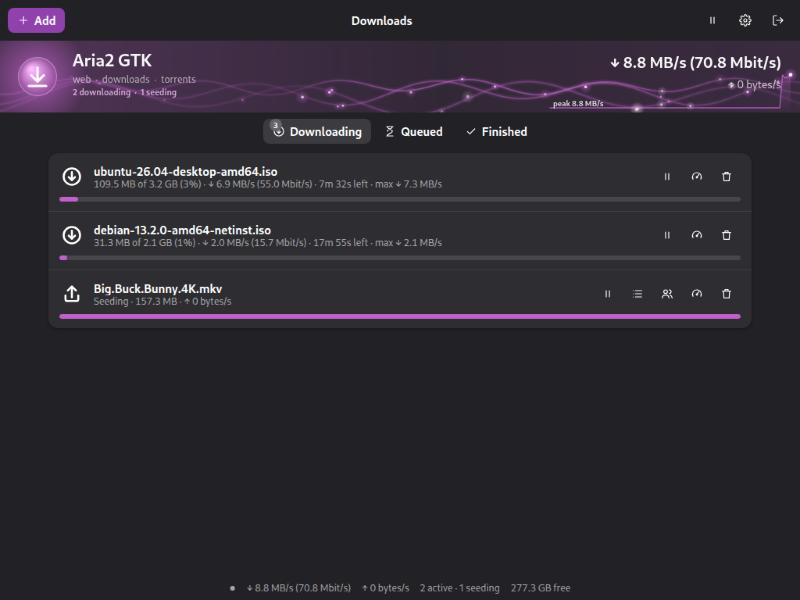 + Add
Downloads
Aria2 GTK
↓ 8.8 MB/s (70.8 Mbit/s)
web · downloads · torrents
↑ 0 bytes/s
2 downloading · 1 seeding
peak 8.8 MB/s
3
Downloading
Queued
Finished
ubuntu-26.04-desktop-amd64.iso
109.5 MB of 3.2 GB (3%) · ↓ 6.9 MB/s (55.0 Mbit/s) · 7m 32s left · max ↓ 7.3 MB/s
debian-13.2.0-amd64-netinst.iso
31.3 MB of 2.1 GB (1%) · ↓ 2.0 MB/s (15.7 Mbit/s) · 17m 55s left · max ↓ 2.1 MB/s
Big.Buck.Bunny.4K.mkv
Seeding · 157.3 MB · ↑ 0 bytes/s
↓ 8.8 MB/s (70.8 Mbit/s) ↑ 0 bytes/s 2 active · 1 seeding 277.3 GB free